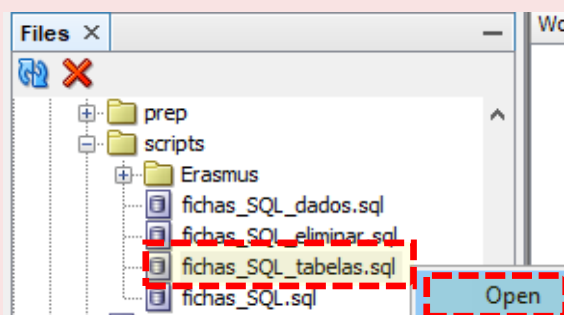 Files
Wo
prep
scripts
Erasmus
fichas_SQL_dados.sql
fichas_SQL_eliminar.sql
fichas_SQL_tabelas.sql
fichas_SQL.sql
Open